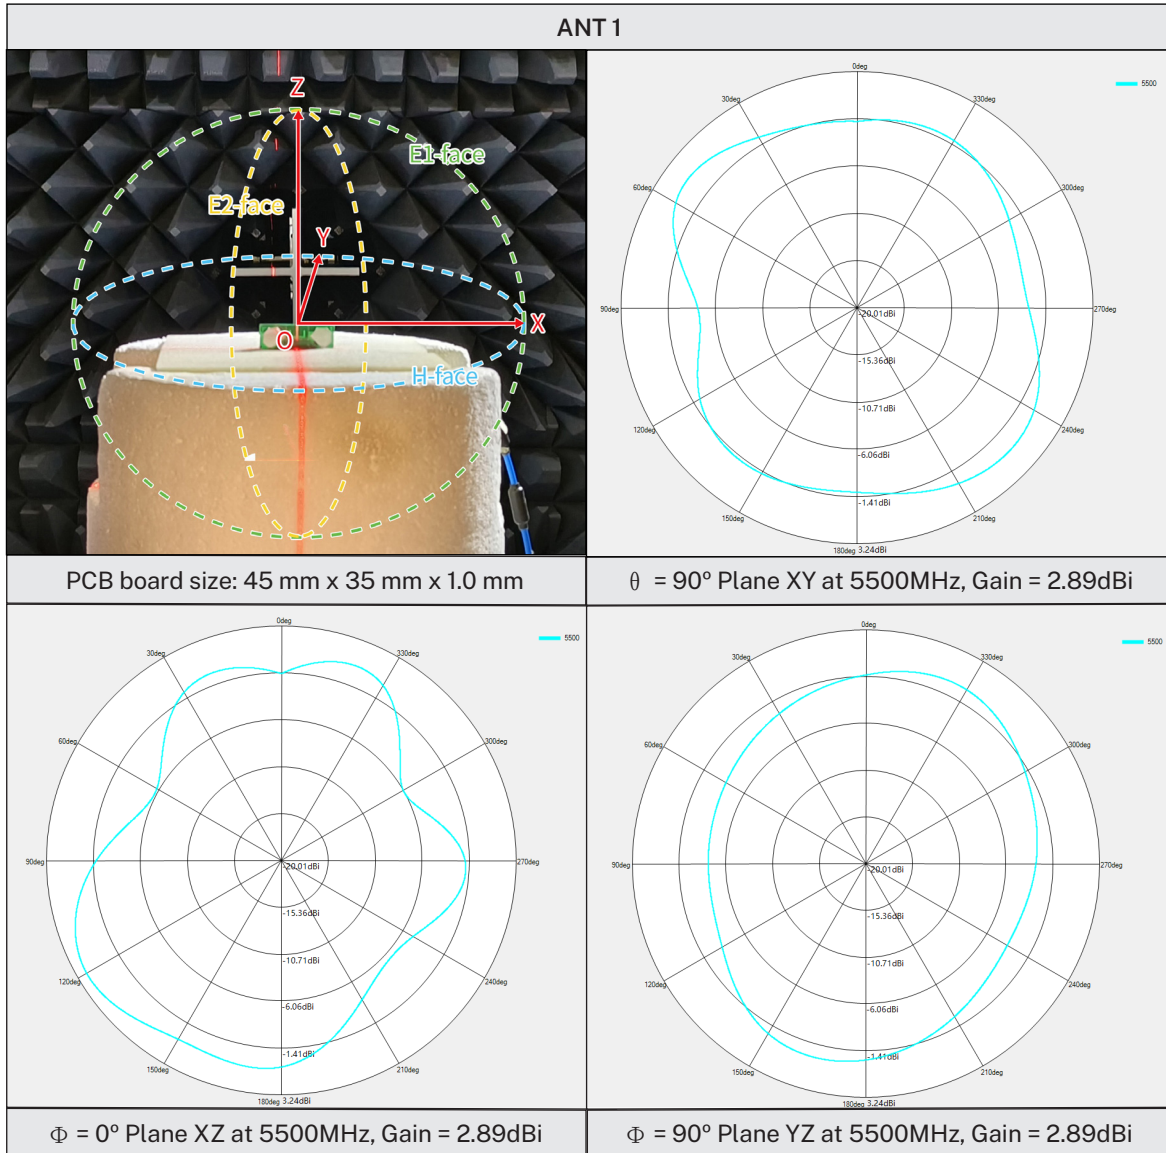 ANT 1
Z
E1-face
E2-face
Y
X
O
H-face
PCB board size: 45 mm x 35 mm x 1.0 mm
0deg
5500
30deg
330deg
60deg
300deg
90deg
-20.01dBi
270deg
-15.36dBi
-10.71dBi
120deg
240deg
-6.06dBi
-1.41dBi
150deg
210deg
180deg 3.24dBi
θ = 90º Plane XY at 5500MHz, Gain = 2.89dBi
0deg
5500
30deg
330deg
60deg
300deg
90deg
-20.01dBi
270deg
-15.36dBi
-10.71dBi
120deg
240deg
-6.06dBi
-1.41dBi
150deg
210deg
180deg 3.24dBi
Φ = 0º Plane XZ at 5500MHz, Gain = 2.89dBi
0deg
5500
30deg
330deg
60deg
300deg
90deg
-20.01dBi
270deg
-15.36dBi
-10.71dBi
120deg
240deg
-6.06dBi
-1.41dBi
150deg
210deg
180deg 3.24dBi
Φ = 90º Plane YZ at 5500MHz, Gain = 2.89dBi